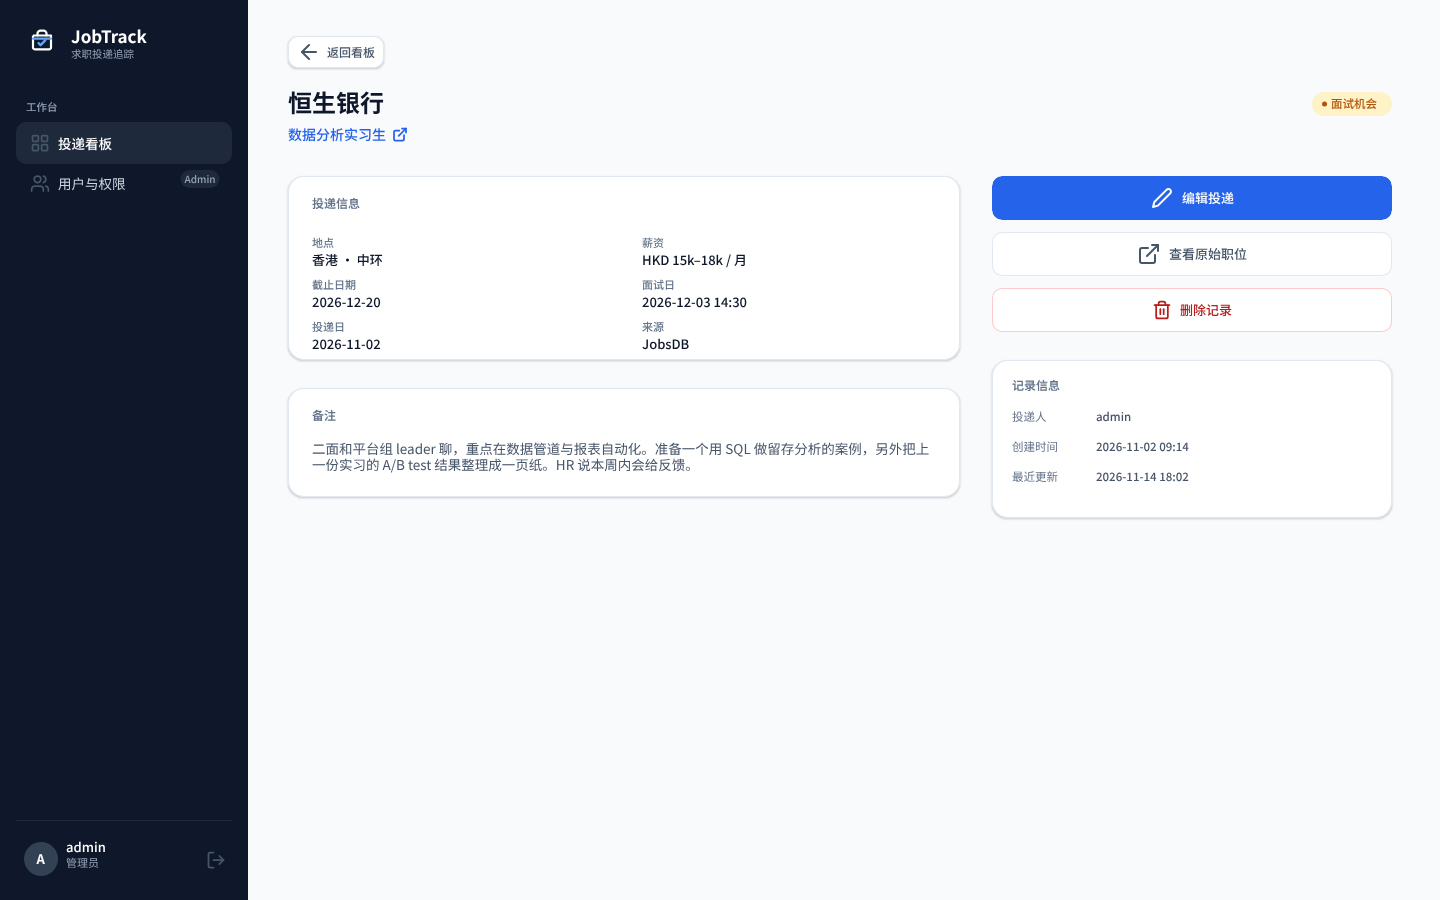 JobTrack
求职投递追踪
工作台
投递看板
用户与权限
Admin
A
admin
管理员
返回看板
恒生银行
数据分析实习生
面试机会
投递信息
地点
香港 · 中环
薪资
HKD 15k–18k / 月
截止日期
2026-12-20
面试日
2026-12-03 14:30
投递日
2026-11-02
来源
JobsDB
备注
二面和平台组 leader 聊，重点在数据管道与报表自动化。准备一个用 SQL 做留存分析的案例，另外把上
一份实习的 A/B test 结果整理成一页纸。HR 说本周内会给反馈。
编辑投递
查看原始职位
删除记录
记录信息
投递人
admin
创建时间
2026-11-02 09:14
最近更新
2026-11-14 18:02